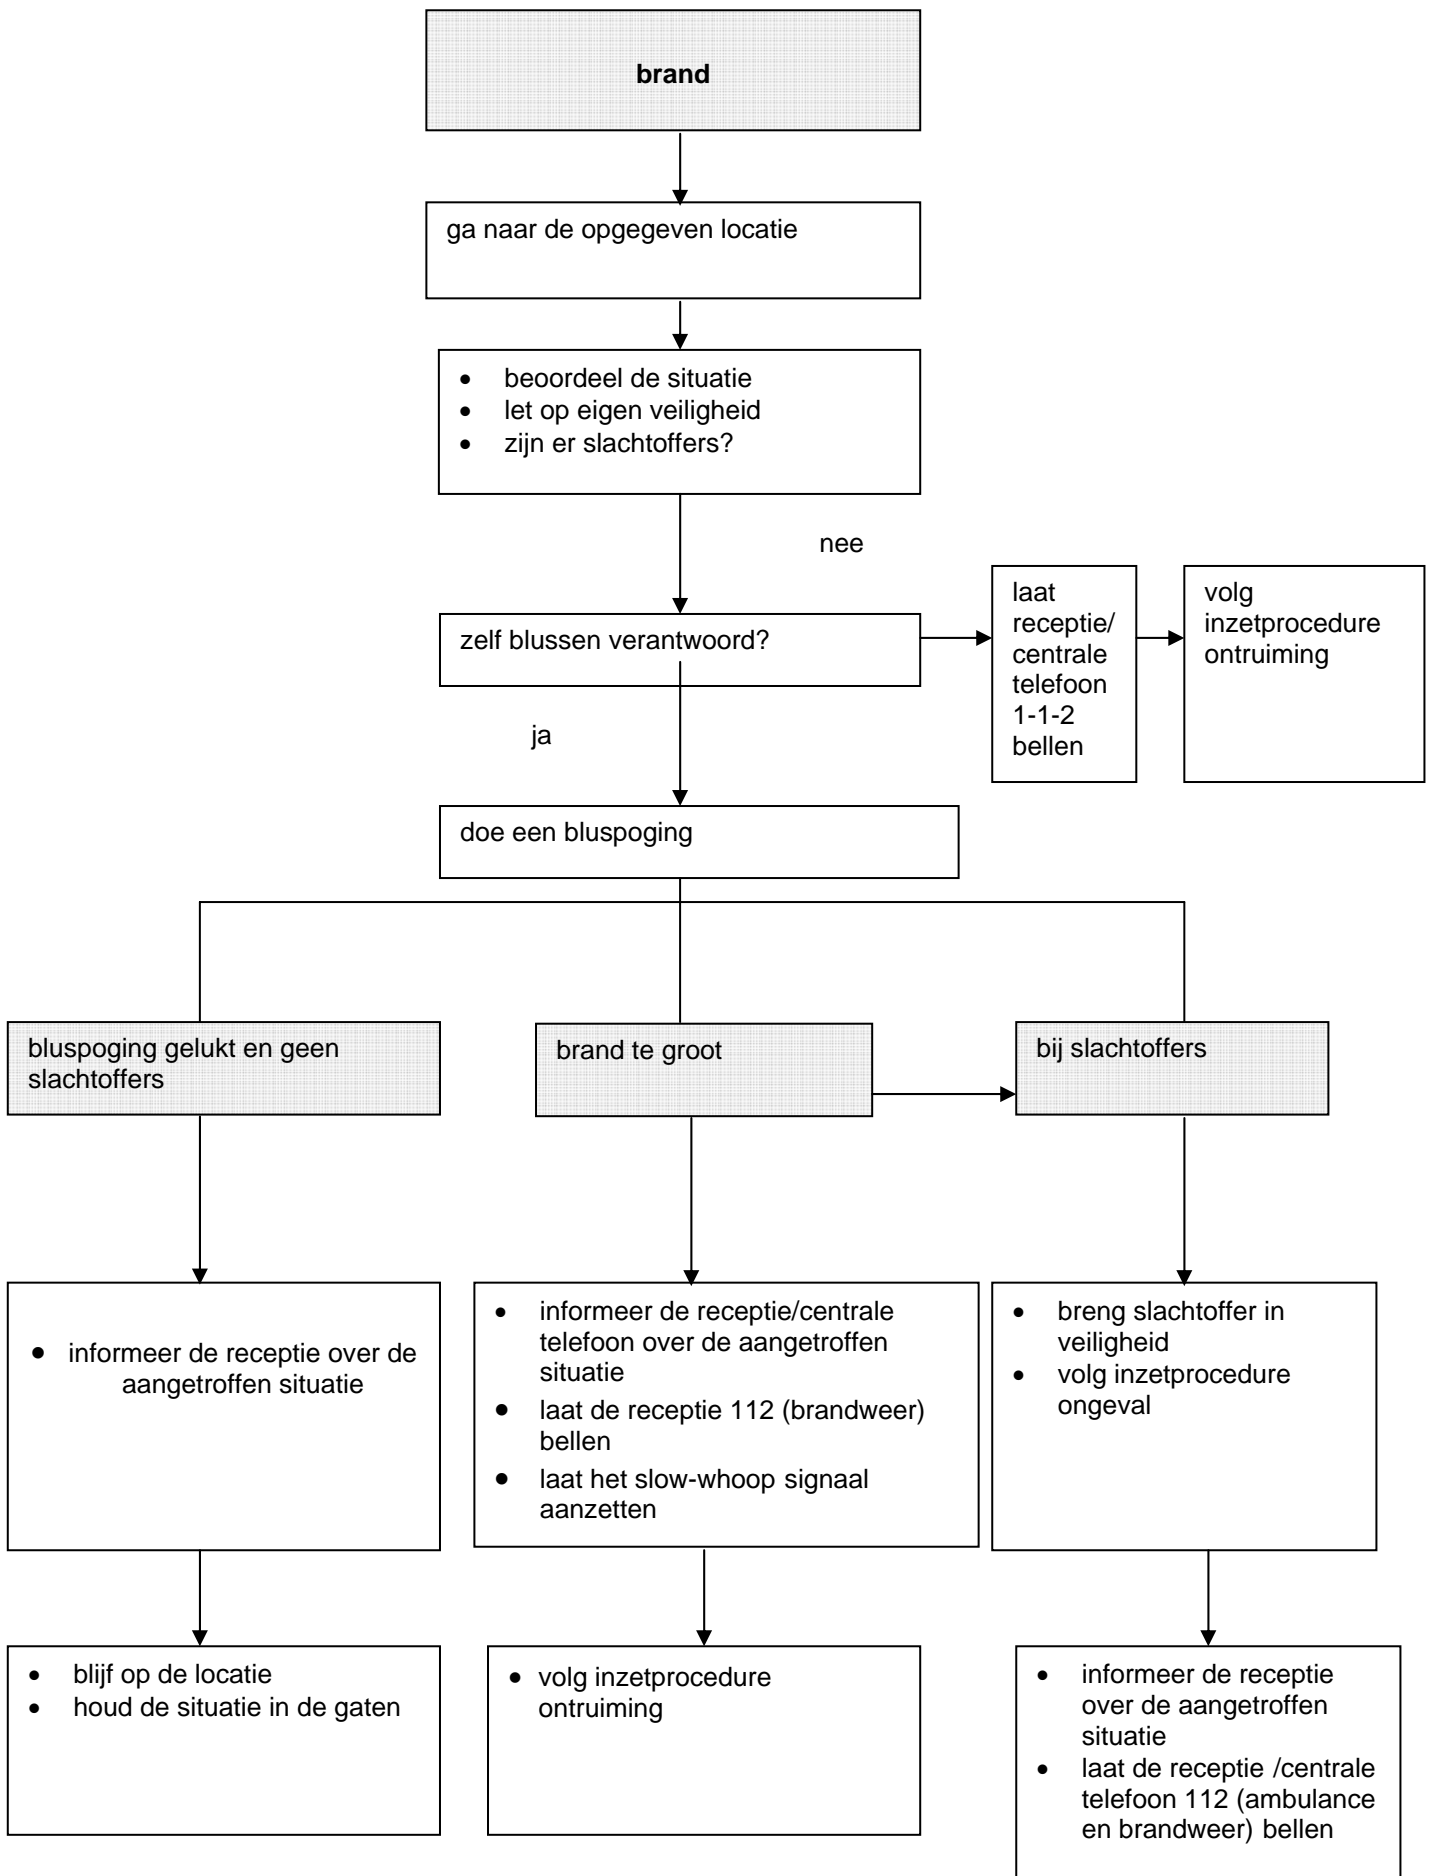 brand
ga naar de opgegeven locatie
• beoordeel de situatie
• let op eigen veiligheid
• zijn er slachtoffers?
nee
zelf blussen verantwoord?
laat
receptie/
centrale
telefoon
1-1-2
bellen
volg
inzetprocedure
ontruiming
ja
doe een bluspoging
bluspoging gelukt en geen
slachtoffers
brand te groot
bij slachtoffers
• informeer de receptie over de
aangetroffen situatie
• informeer de receptie/centrale
telefoon over de aangetroffen
situatie
• laat de receptie 112 (brandweer)
bellen
• laat het slow-whoop signaal
aanzetten
• breng slachtoffer in
veiligheid
• volg inzetprocedure
ongeval
• blijf op de locatie
• houd de situatie in de gaten
• volg inzetprocedure
ontruiming
• informeer de receptie
over de aangetroffen
situatie
• laat de receptie /centrale
telefoon 112 (ambulance
en brandweer) bellen